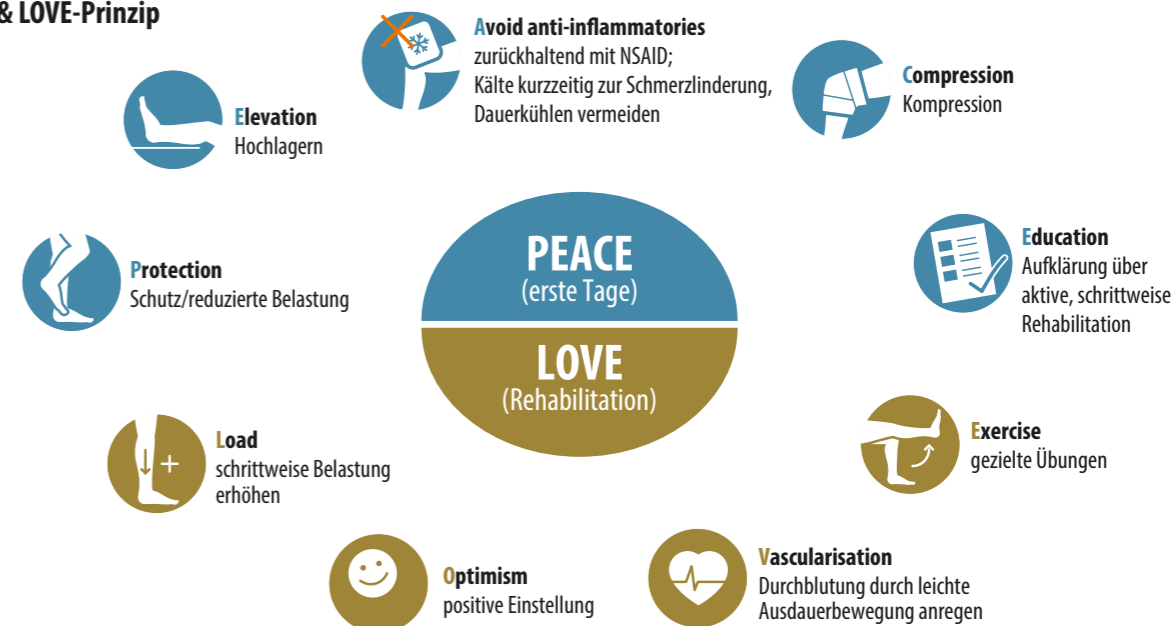 & LOVE-Prinzip
Avoid anti-inflammatories
zurückhaltend mit NSAID;
Kälte kurzzeitig zur Schmerzlinderung,
Dauerkühlen vermeiden
Compression
Kompression
Elevation
Hochlagern
PEACE
(erste Tage)
Education
Aufklärung über
aktive, schrittweise
Rehabilitation
Protection
Schutz/reduzierte Belastung
LOVE
(Rehabilitation)
Load
schrittweise Belastung
erhöhen
Exercise
gezielte Übungen
Optimism
positive Einstellung
Vascularisation
Durchblutung durch leichte
Ausdauerbewegung anregen